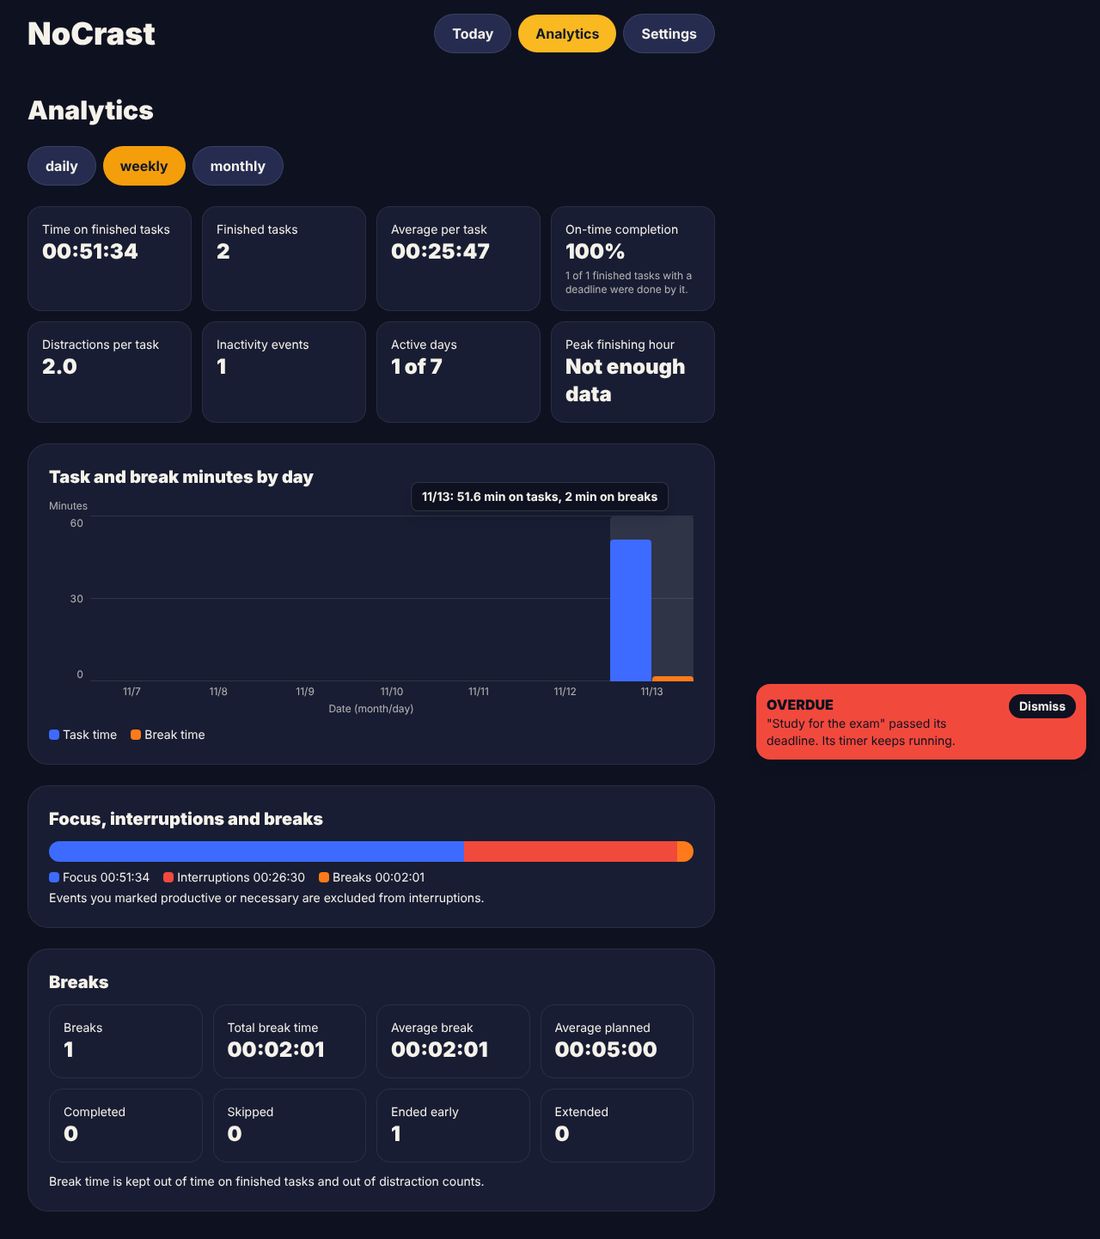 NoCrast
Today
Analytics
Settings
Analytics
daily
weekly
monthly
Time on finished tasks
00:51:34
Finished tasks
2
Average per task
00:25:47
On-time completion
100%
1 of 1 finished tasks with a
deadline were done by it.
Distractions per task
2.0
Inactivity events
1
Active days
1 of 7
Peak finishing hour
Not enough
data
Task and break minutes by day
11/13: 51.6 min on tasks, 2 min on breaks
Minutes
60
30
0
11/7
11/8
11/9
11/10
11/11
11/12
11/13
Date (month/day)
Task time
Break time
OVERDUE
Dismiss
"Study for the exam" passed its
deadline. Its timer keeps running.
Focus, interruptions and breaks
Focus 00:51:34
Interruptions 00:26:30
Breaks 00:02:01
Events you marked productive or necessary are excluded from interruptions.
Breaks
Breaks
1
Total break time
00:02:01
Average break
00:02:01
Average planned
00:05:00
Completed
0
Skipped
0
Ended early
1
Extended
0
Break time is kept out of time on finished tasks and out of distraction counts.